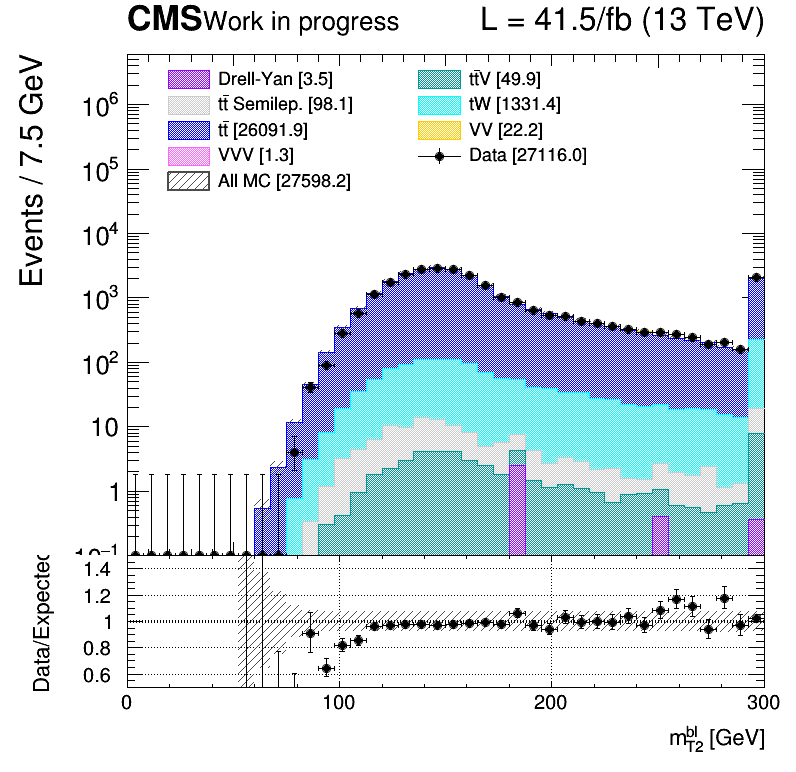 CMS Work in progress L = 41.5/fb (13 TeV)
Events / 7.5 GeV
Drell-Yan [3.5] tt̄V [49.9]
tt̄ Semilep. [98.1] tW [1331.4]
tt̄ [26091.9] VV [22.2]
VVV [1.3] Data [27116.0]
All MC [27598.2]
10⁶
10⁵
10⁴
10³
10²
10
1
10⁻¹
Data/Expected
1.4
1.2
1
0.8
0.6
0 100 200 300
m_T2^bl [GeV]